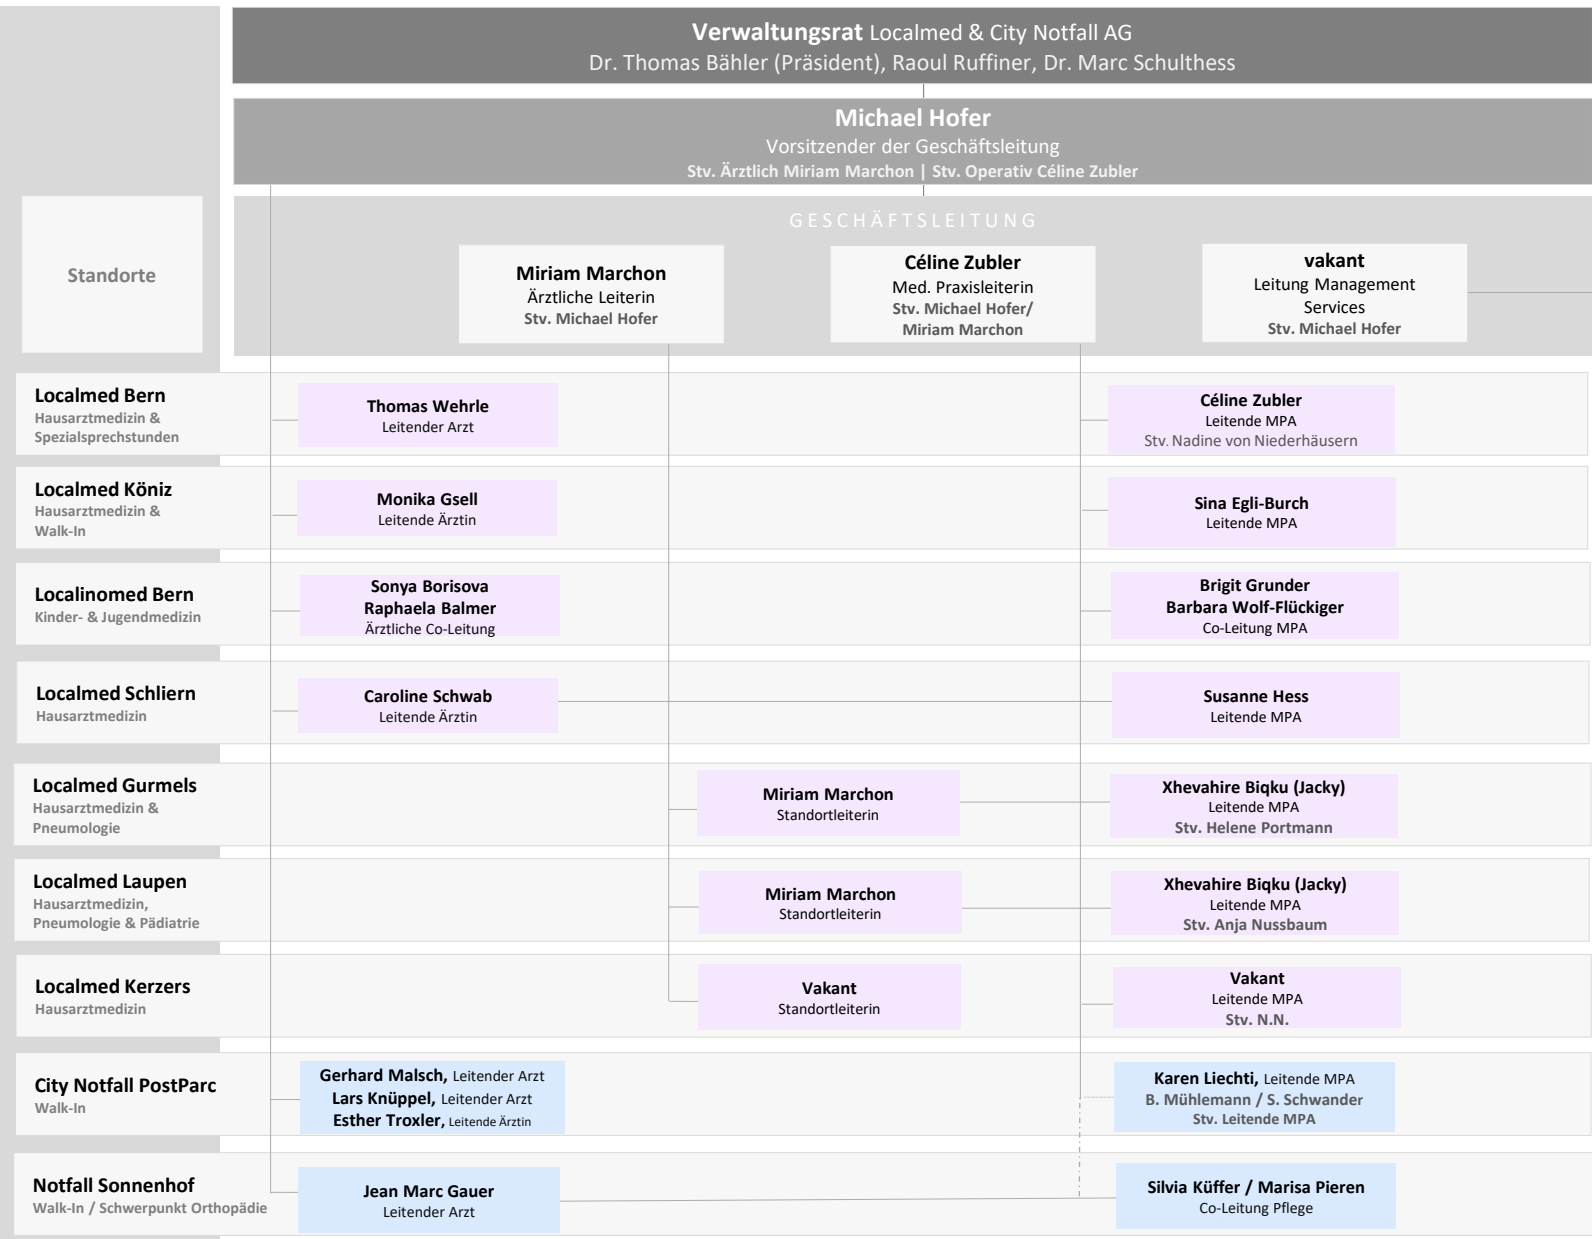 Verwaltungsrat Localmed & City Notfall AG
Dr. Thomas Bähler (Präsident), Raoul Ruffiner, Dr. Marc Schulthess
Michael Hofer
Vorsitzender der Geschäftsleitung
Stv. Ärztlich Miriam Marchon | Stv. Operativ Céline Zubler
GESCHÄFTSLEITUNG
Standorte
Miriam Marchon
Ärztliche Leiterin
Stv. Michael Hofer
Céline Zubler
Med. Praxisleiterin
Stv. Michael Hofer/
Miriam Marchon
vakant
Leitung Management
Services
Stv. Michael Hofer
Localmed Bern
Hausarztmedizin &
Spezialsprechstunden
Thomas Wehrle
Leitender Arzt
Céline Zubler
Leitende MPA
Stv. Nadine von Niederhäusern
Localmed Köniz
Hausarztmedizin &
Walk-In
Monika Gsell
Leitende Ärztin
Sina Egli-Burch
Leitende MPA
Localinomed Bern
Kinder- & Jugendmedizin
Sonya Borisova
Raphaela Balmer
Ärztliche Co-Leitung
Brigit Grunder
Barbara Wolf-Flückiger
Co-Leitung MPA
Localmed Schliern
Hausarztmedizin
Caroline Schwab
Leitende Ärztin
Susanne Hess
Leitende MPA
Localmed Gurmels
Hausarztmedizin &
Pneumologie
Miriam Marchon
Standortleiterin
Xhevahire Biqku (Jacky)
Leitende MPA
Stv. Helene Portmann
Localmed Laupen
Hausarztmedizin,
Pneumologie & Pädiatrie
Miriam Marchon
Standortleiterin
Xhevahire Biqku (Jacky)
Leitende MPA
Stv. Anja Nussbaum
Localmed Kerzers
Hausarztmedizin
Vakant
Standortleiterin
Vakant
Leitende MPA
Stv. N.N.
City Notfall PostParc
Walk-In
Gerhard Malsch, Leitender Arzt
Lars Knüppel, Leitender Arzt
Esther Troxler, Leitende Ärztin
Karen Liechti, Leitende MPA
B. Mühlemann / S. Schwander
Stv. Leitende MPA
Notfall Sonnenhof
Walk-In / Schwerpunkt Orthopädie
Jean Marc Gauer
Leitender Arzt
Silvia Küffer / Marisa Pieren
Co-Leitung Pflege